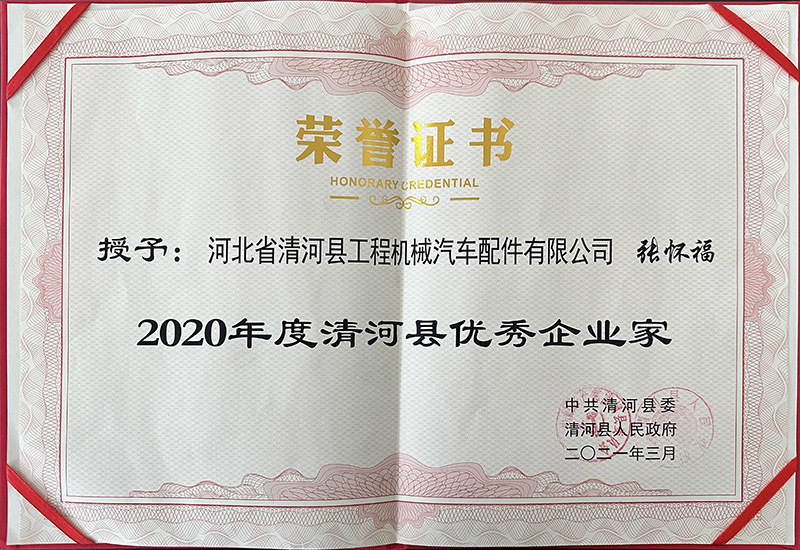 荣誉证书
HONORARY CREDENTIAL
授予：河北省清河县工程机械汽车配件有限公司 张怀福
2020年度清河县优秀企业家
中共清河县委
清河县人民政府
二〇二一年三月